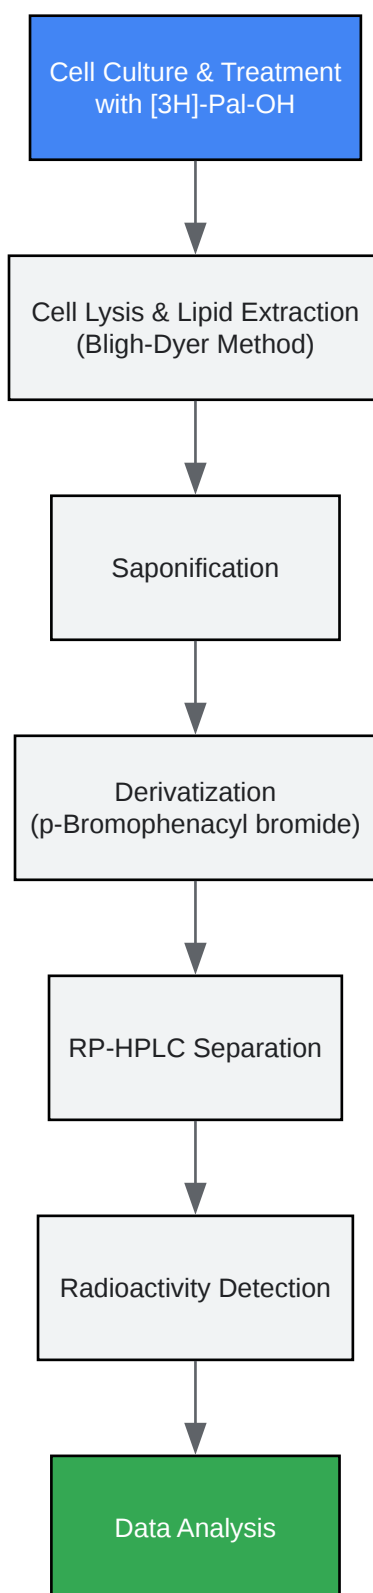 Cell Culture & Treatment
with [3H]-Pal-OH
Cell Lysis & Lipid Extraction
(Bligh-Dyer Method)
Saponification
Derivatization
(p-Bromophenacyl bromide)
RP-HPLC Separation
Radioactivity Detection
Data Analysis